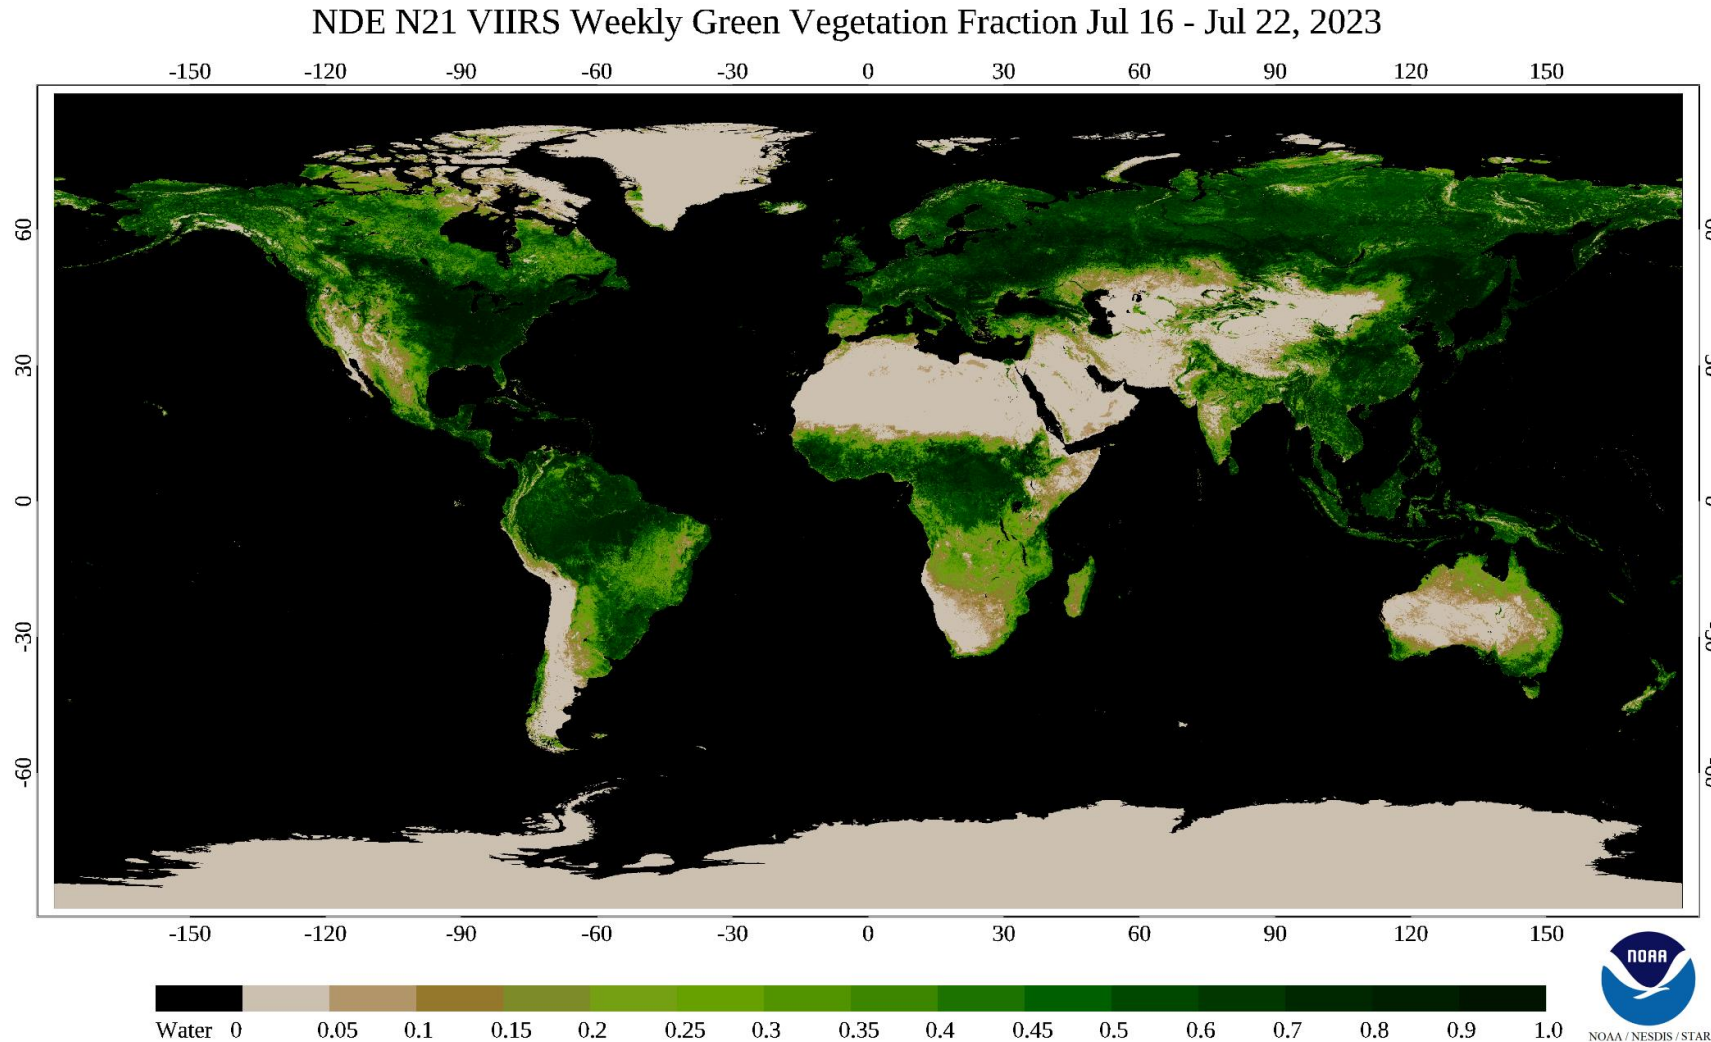 NDE N21 VIIRS Weekly Green Vegetation Fraction Jul 16 - Jul 22, 2023
-150 -120 -90 -60 -30 0 30 60 90 120 150
60
30
0
-30
-60
-150 -120 -90 -60 -30 0 30 60 90 120 150
NOAA
Water 0 0.05 0.1 0.15 0.2 0.25 0.3 0.35 0.4 0.45 0.5 0.6 0.7 0.8 0.9 1.0
NOAA / NESDIS / STAR